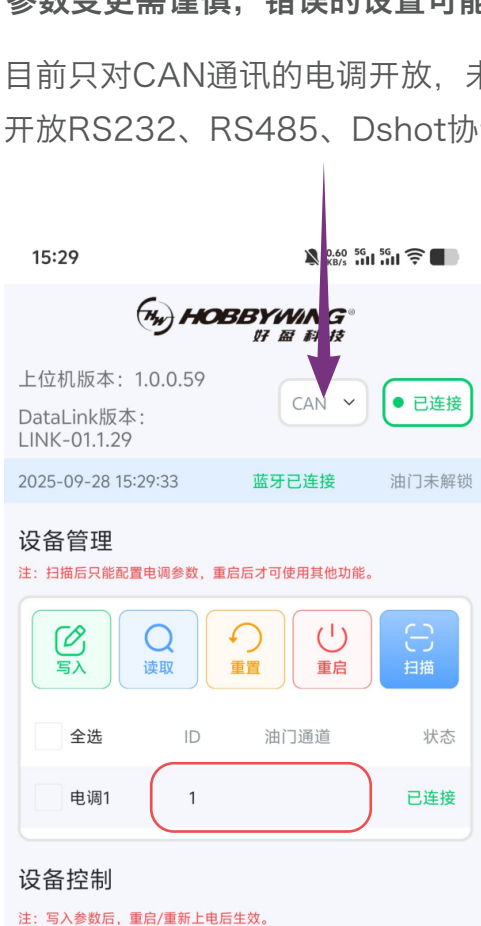 参数变更需谨慎，错误的设置可能
目前只对CAN通讯的电调开放，未
开放RS232、RS485、Dshot协
15:29
0.60 KB/s 5G 5G
HW HOBBYWING®
好盈科技
上位机版本：1.0.0.59
DataLink版本：
LINK-01.1.29
CAN
已连接
2025-09-28 15:29:33 蓝牙已连接 油门未解锁
设备管理
注：扫描后只能配置电调参数，重启后才可使用其他功能。
写入 读取 重置 重启 扫描
全选 ID 油门通道 状态
电调1 1 已连接
设备控制
注：写入参数后，重启/重新上电后生效。